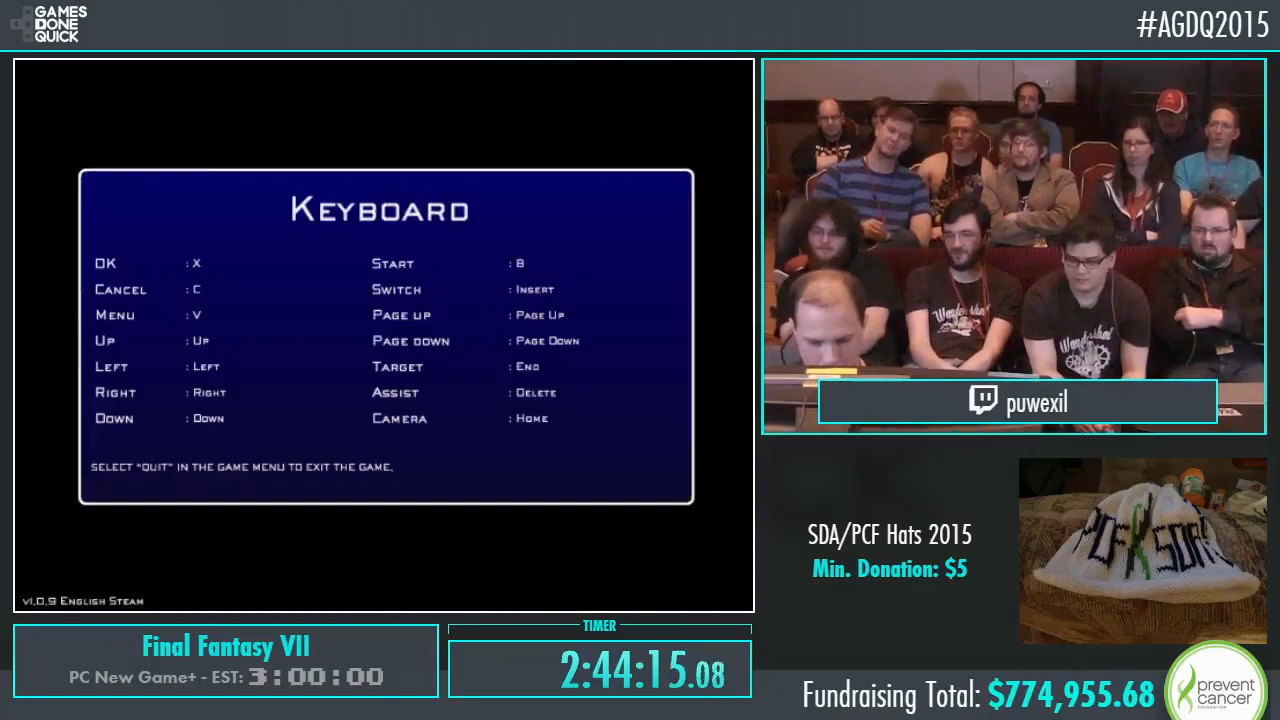 GAMES
DONE
QUICK
#AGDQ2015
KEYBOARD
OK : X
CANCEL : C
MENU : V
UP : UP
LEFT : LEFT
RIGHT : RIGHT
DOWN : DOWN
START : B
SWITCH : INSERT
PAGE UP : PAGE UP
PAGE DOWN : PAGE DOWN
TARGET : END
ASSIST : DELETE
CAMERA : HOME
SELECT "QUIT" IN THE GAME MENU TO EXIT THE GAME.
V1.0.9 ENGLISH STEAM
puwexil
SDA/PCF Hats 2015
Min. Donation: $5
Final Fantasy VII
PC New Game+ - EST: 3:00:00
TIMER
2:44:15.08
Fundraising Total: $774,955.68
prevent
cancer
FOUNDATION